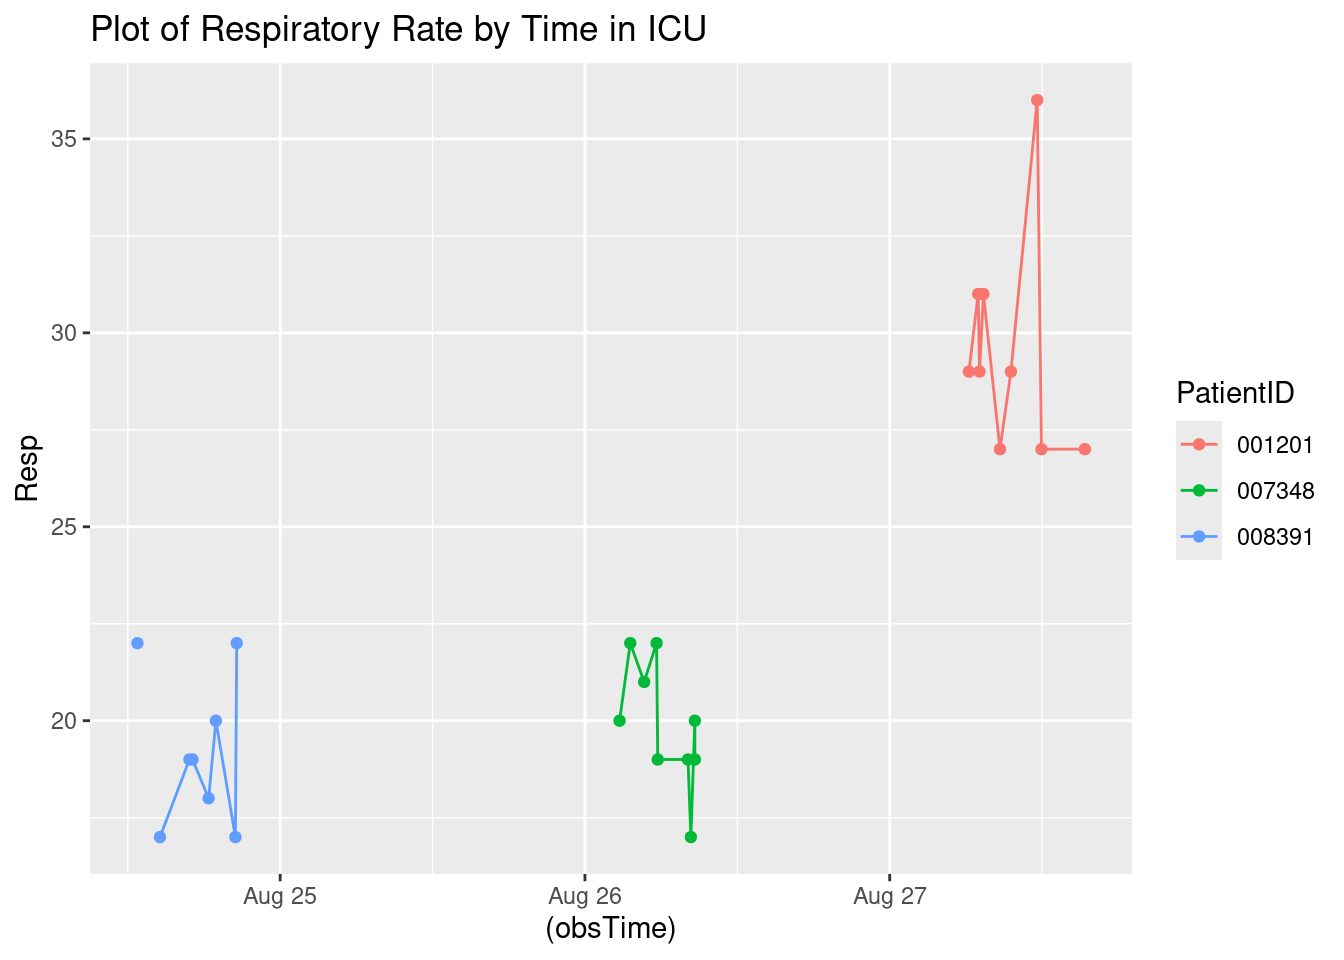 Plot of Respiratory Rate by Time in ICU
35
30
25
20
Resp
Aug 25
Aug 26
Aug 27
(obsTime)
PatientID
001201
007348
008391